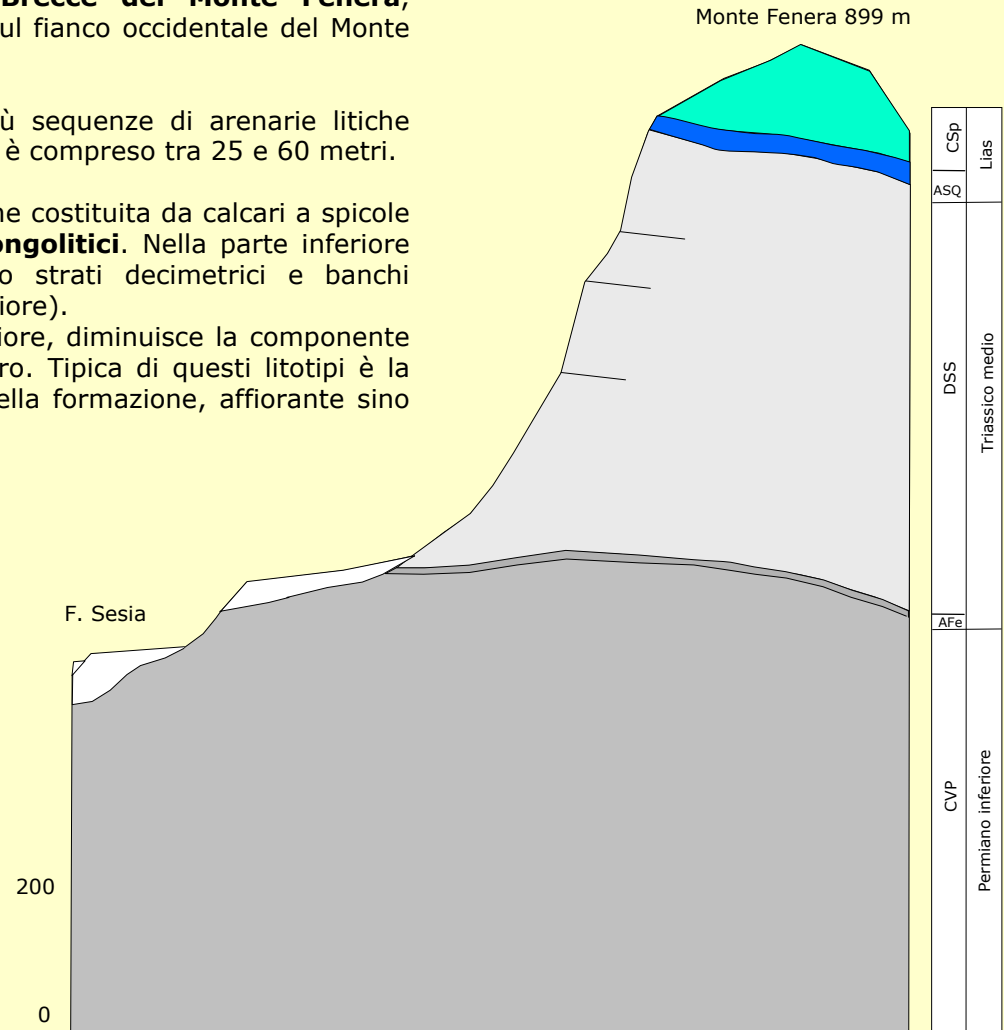 Brecce del Monte Fenera,
sul fianco occidentale del Monte
ù sequenze di arenarie litiche
è compreso tra 25 e 60 metri.
ne costituita da calcari a spicole
ongolitici. Nella parte inferiore
o strati decimetrici e banchi
iore).
iore, diminuisce la componente
ro. Tipica di questi litotipi è la
ella formazione, affiorante sino
Monte Fenera 899 m
CSp
Lias
ASQ
DSS
Triassico medio
F. Sesia
AFe
CVP
Permiano inferiore
200
0